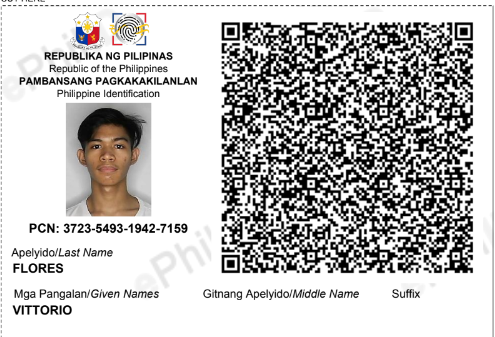 REPUBLIKA NG PILIPINAS
Republic of the Philippines
PAMBANSANG PAGKAKAKILANLAN
Philippine Identification
PCN: 3723-5493-1942-7159
Apelyido/Last Name
FLORES
Mga Pangalan/Given Names Gitnang Apelyido/Middle Name Suffix
VITTORIO